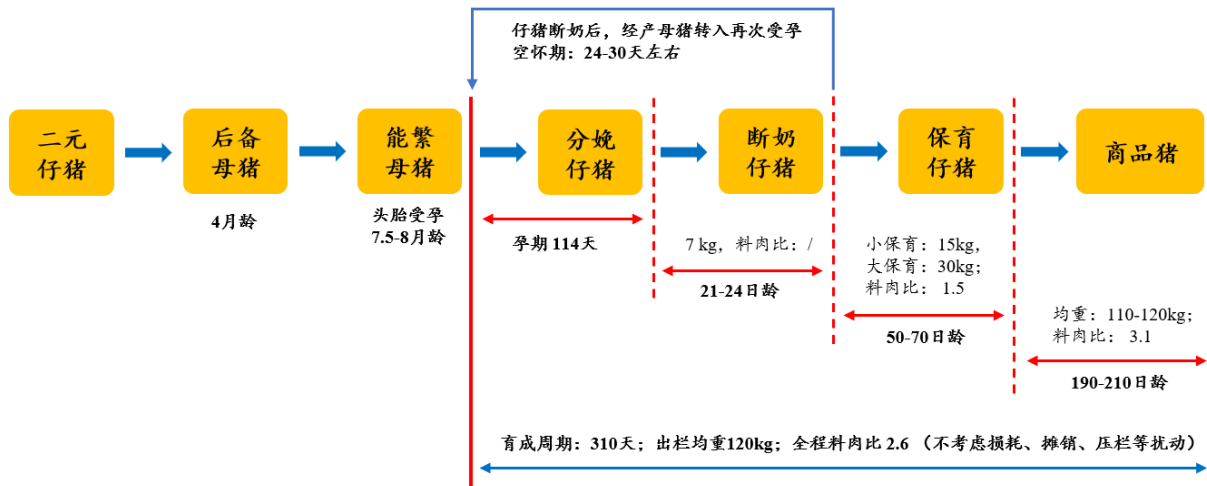 仔猪断奶后，经产母猪转入再次受孕
空怀期：24-30天左右
二元
仔猪
后备
母猪
能繁
母猪
分娩
仔猪
断奶
仔猪
保育
仔猪
商品猪
4月龄
头胎受孕
7.5-8月龄
孕期 114天
7 kg，料肉比：/
21-24日龄
小保育：15kg，
大保育：30kg；
料肉比： 1.5
50-70日龄
均重：110-120kg；
料肉比： 3.1
190-210日龄
育成周期：310天；出栏均重120kg；全程料肉比 2.6 （不考虑损耗、摊销、压栏等扰动）